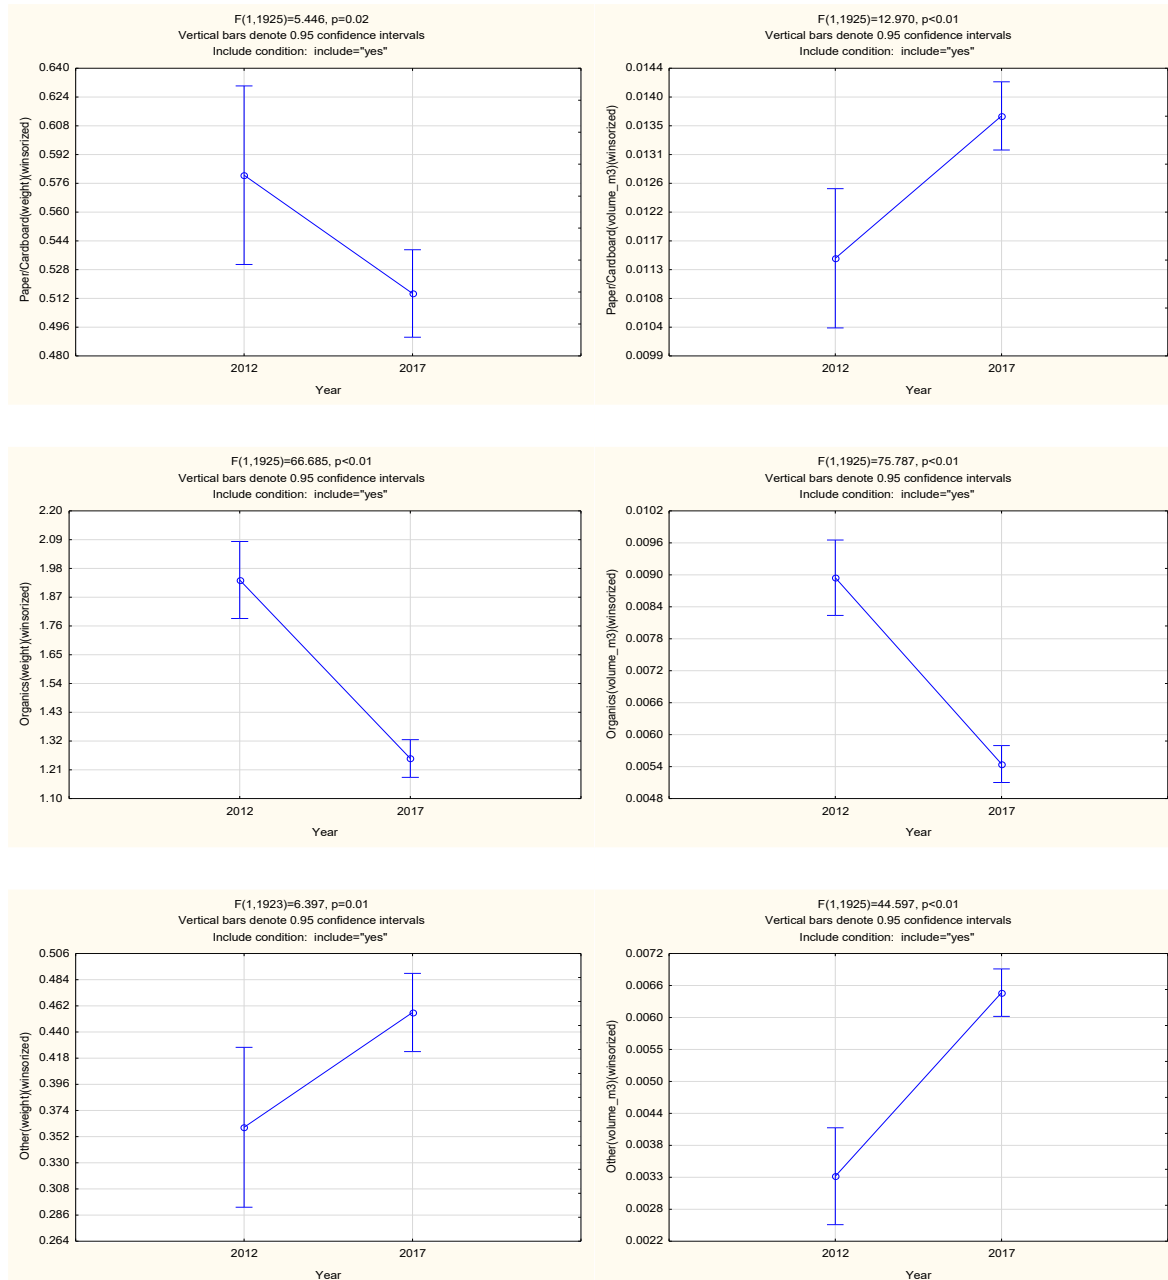 F(1,1925)=5.446, p=0.02
Vertical bars denote 0.95 confidence intervals
Include condition: include="yes"
Paper/Cardboard(weight)(winsorized)
0.640
0.624
0.608
0.592
0.576
0.560
0.544
0.528
0.512
0.496
0.480
2012 2017
Year
F(1,1925)=12.970, p<0.01
Vertical bars denote 0.95 confidence intervals
Include condition: include="yes"
Paper/Cardboard(volume_m3)(winsorized)
0.0144
0.0140
0.0135
0.0131
0.0126
0.0122
0.0117
0.0113
0.0108
0.0104
0.0099
2012 2017
Year
F(1,1925)=66.685, p<0.01
Vertical bars denote 0.95 confidence intervals
Include condition: include="yes"
Organics(weight)(winsorized)
2.20
2.09
1.98
1.87
1.76
1.65
1.54
1.43
1.32
1.21
1.10
2012 2017
Year
F(1,1925)=75.787, p<0.01
Vertical bars denote 0.95 confidence intervals
Include condition: include="yes"
Organics(volume_m3)(winsorized)
0.0102
0.0096
0.0090
0.0084
0.0078
0.0072
0.0066
0.0060
0.0054
0.0048
2012 2017
Year
F(1,1923)=6.397, p=0.01
Vertical bars denote 0.95 confidence intervals
Include condition: include="yes"
Other(weight)(winsorized)
0.506
0.484
0.462
0.440
0.418
0.396
0.374
0.352
0.330
0.308
0.286
0.264
2012 2017
Year
F(1,1925)=44.597, p<0.01
Vertical bars denote 0.95 confidence intervals
Include condition: include="yes"
Other(volume_m3)(winsorized)
0.0072
0.0066
0.0060
0.0055
0.0050
0.0044
0.0038
0.0033
0.0028
0.0022
2012 2017
Year